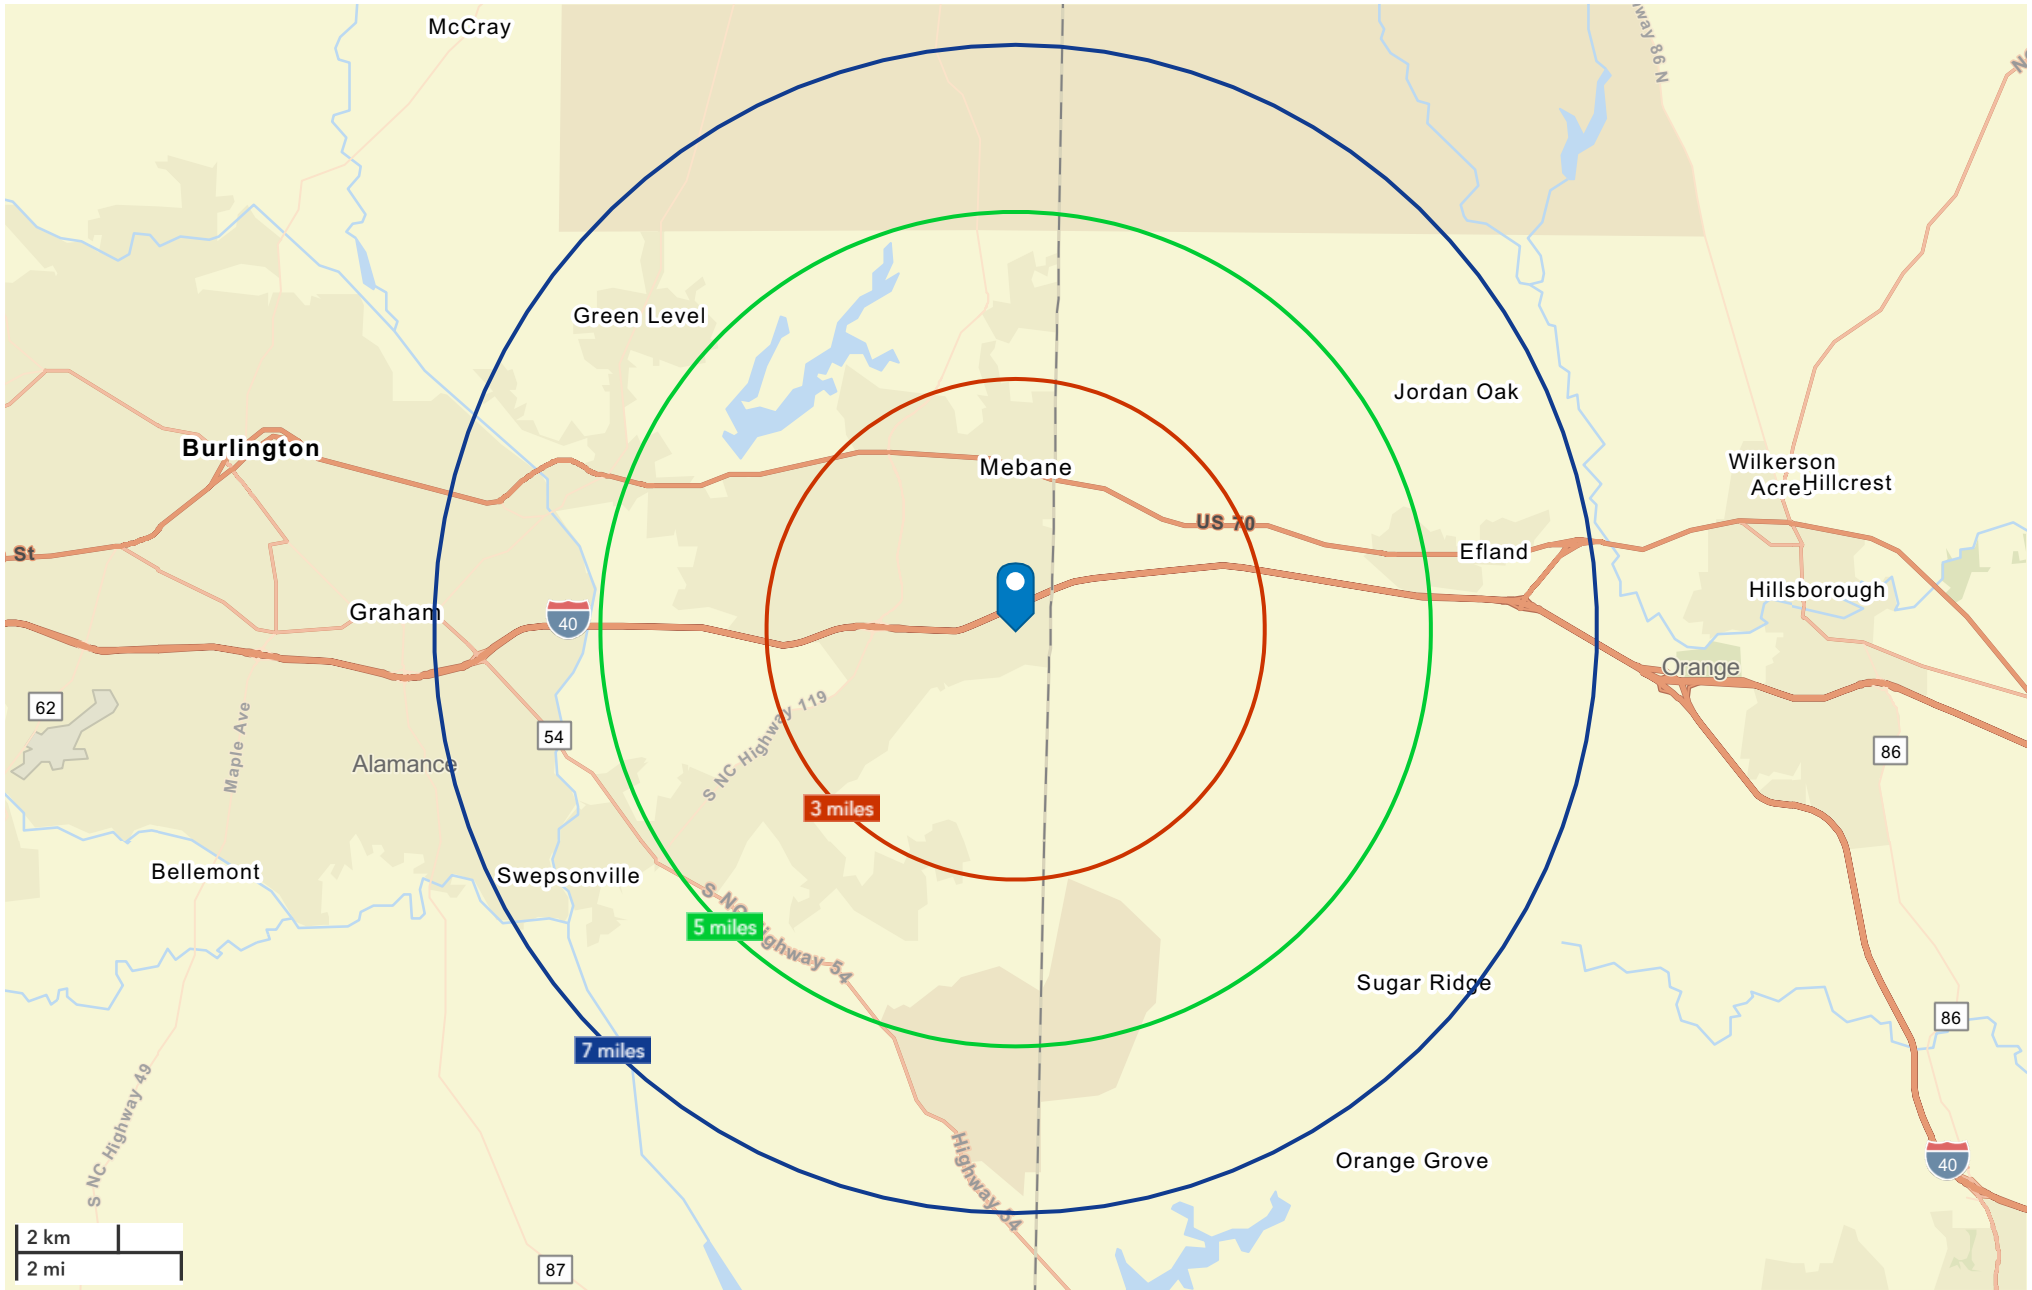 McCray
way 86 N
Green Level
Jordan Oak
Burlington
Mebane
Wilkerson
Acres
Hillcrest
US 70
St
Efland
Hillsborough
Graham
40
Orange
62
S NC Highway 119
54
Maple Ave
86
Alamance
3 miles
Bellemont
Swepsonville
S NC Highway 54
5 miles
Sugar Ridge
86
7 miles
S NC Highway 49
Highway 54
Orange Grove
40
2 km
2 mi
87